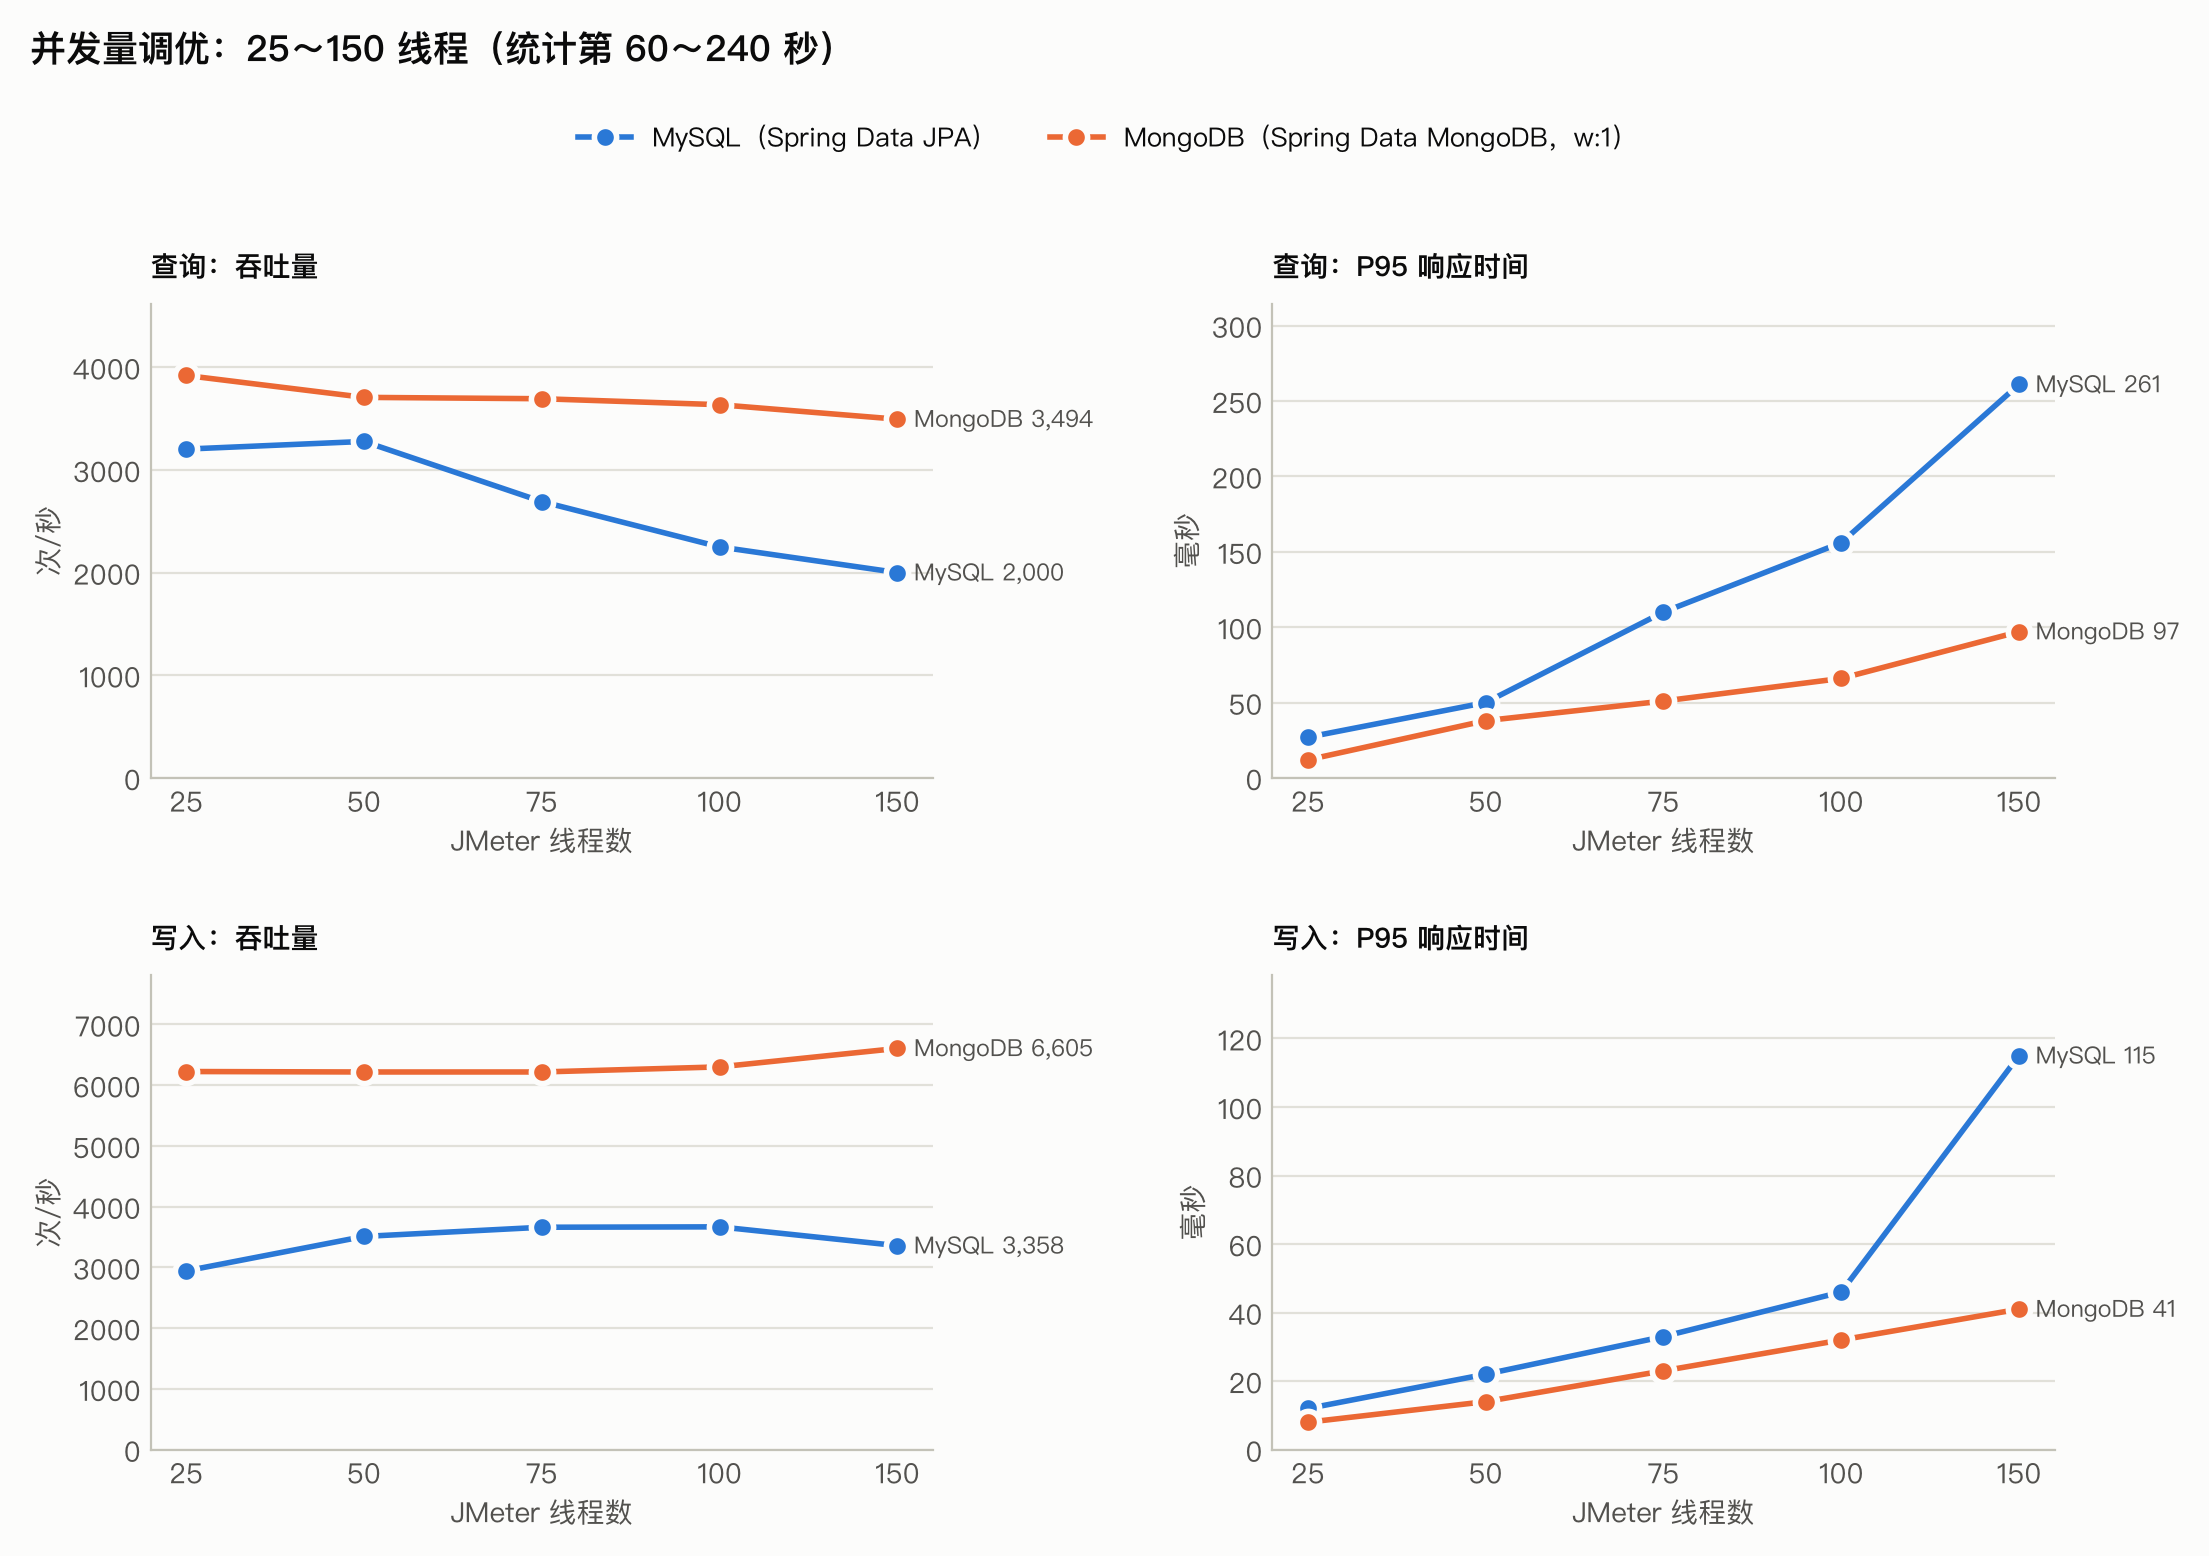 并发量调优：25～150 线程（统计第 60～240 秒）
MySQL（Spring Data JPA）
MongoDB（Spring Data MongoDB，w:1）
查询：吞吐量
4000
3000
2000
1000
0
次/秒
MongoDB 3,494
MySQL 2,000
25 50 75 100 150
JMeter 线程数
查询：P95 响应时间
300
250
200
150
100
50
0
毫秒
MySQL 261
MongoDB 97
25 50 75 100 150
JMeter 线程数
写入：吞吐量
7000
6000
5000
4000
3000
2000
1000
0
次/秒
MongoDB 6,605
MySQL 3,358
25 50 75 100 150
JMeter 线程数
写入：P95 响应时间
120
100
80
60
40
20
0
毫秒
MySQL 115
MongoDB 41
25 50 75 100 150
JMeter 线程数